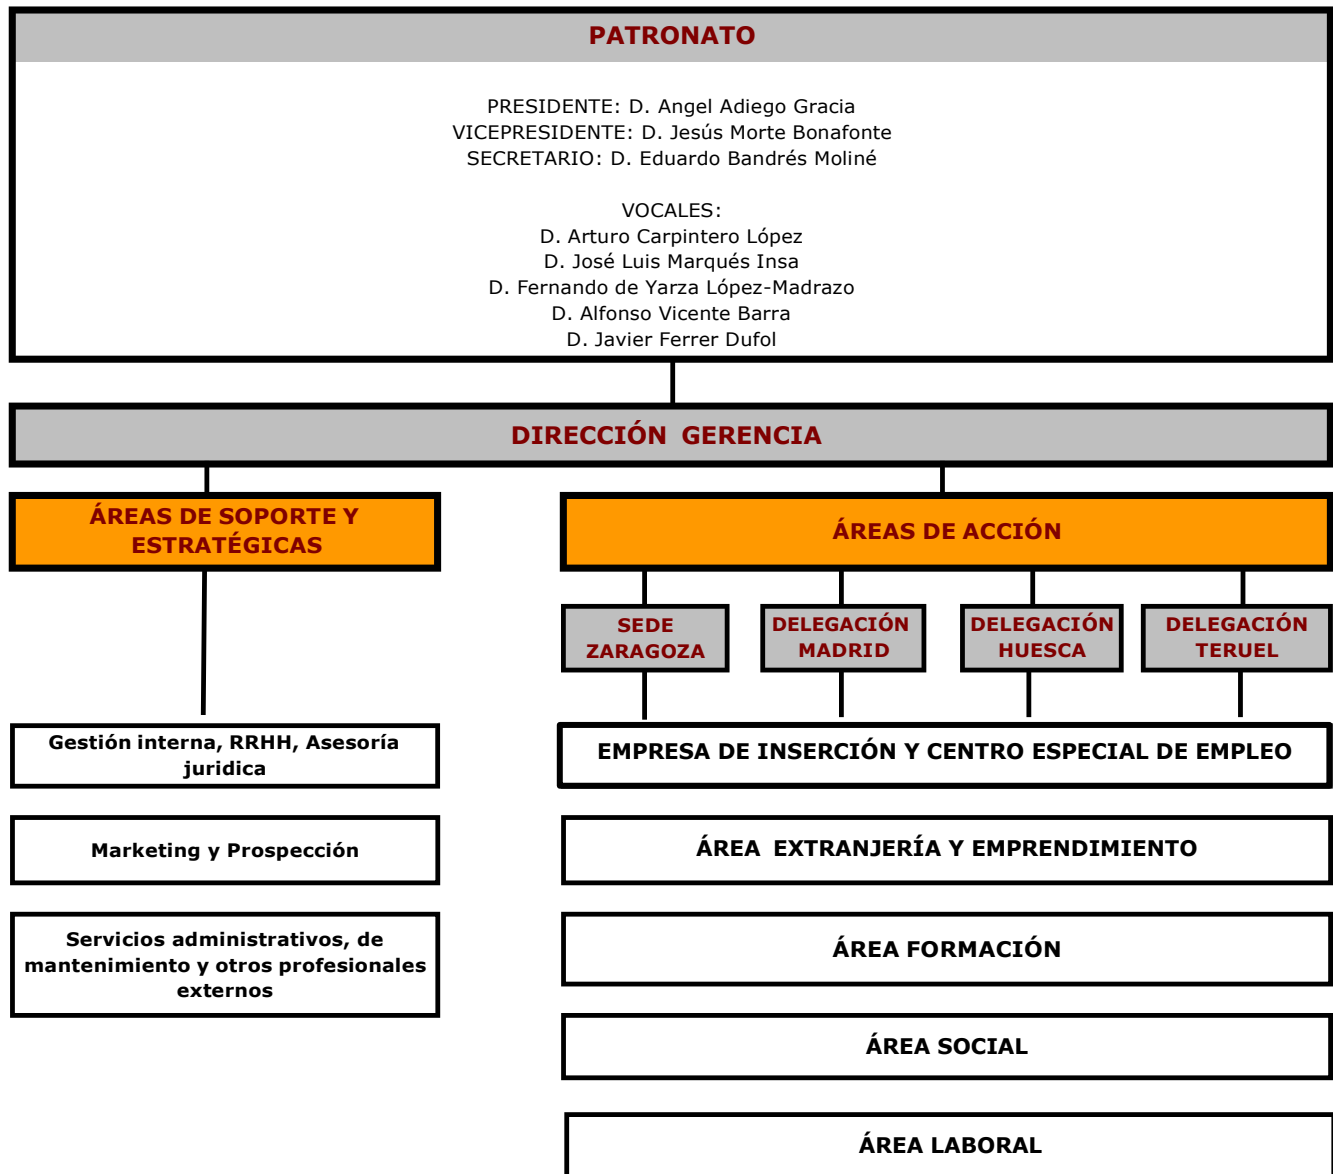 PATRONATO
PRESIDENTE: D. Angel Adiego Gracia
VICEPRESIDENTE: D. Jesús Morte Bonafonte
SECRETARIO: D. Eduardo Bandrés Moliné
VOCALES:
D. Arturo Carpintero López
D. José Luis Marqués Insa
D. Fernando de Yarza López-Madrazo
D. Alfonso Vicente Barra
D. Javier Ferrer Dufol
DIRECCIÓN GERENCIA
ÁREAS DE SOPORTE Y
ESTRATÉGICAS
Gestión interna, RRHH, Asesoría
juridica
Marketing y Prospección
Servicios administrativos, de
mantenimiento y otros profesionales
externos
ÁREAS DE ACCIÓN
SEDE
ZARAGOZA
DELEGACIÓN
MADRID
DELEGACIÓN
HUESCA
DELEGACIÓN
TERUEL
EMPRESA DE INSERCIÓN Y CENTRO ESPECIAL DE EMPLEO
ÁREA EXTRANJERÍA Y EMPRENDIMIENTO
ÁREA FORMACIÓN
ÁREA SOCIAL
ÁREA LABORAL